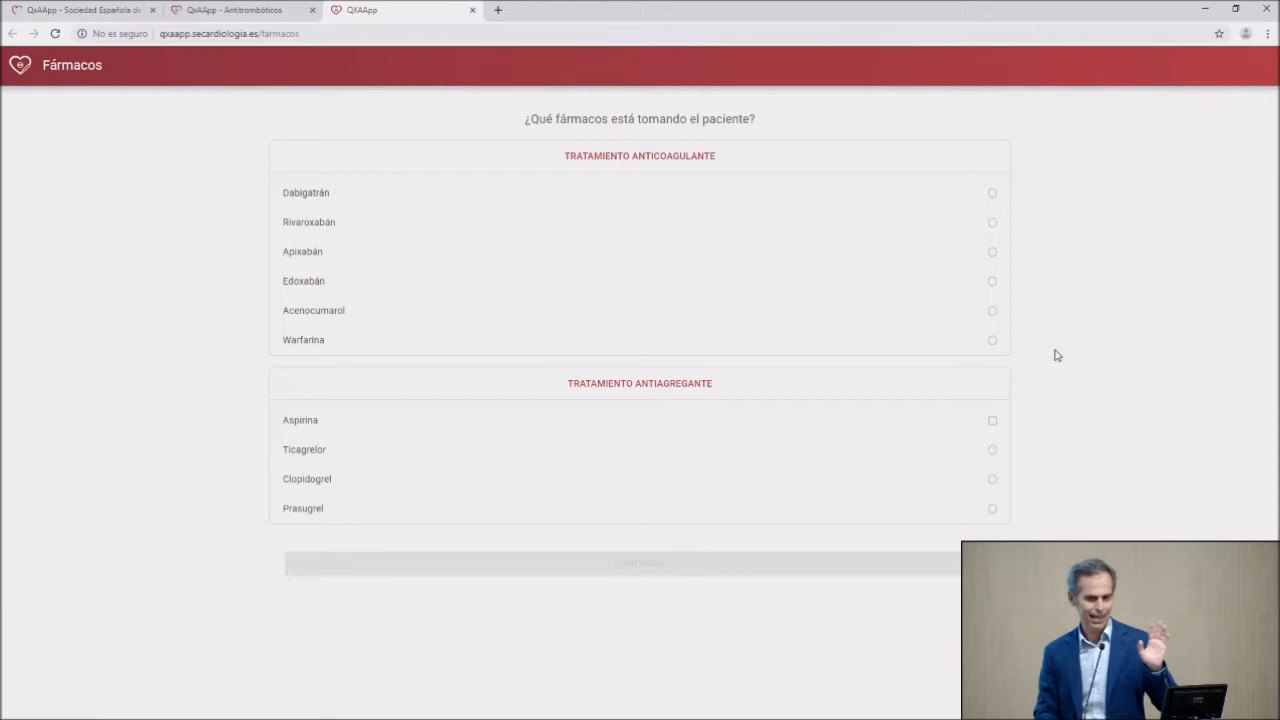 QxAApp - Sociedad Española de
QxAApp - Antitrombóticos
QXAApp
No es seguro
qxaapp.secardiologia.es/farmacos
Fármacos
¿Qué fármacos está tomando el paciente?
TRATAMIENTO ANTICOAGULANTE
Dabigatrán
Rivaroxabán
Apixabán
Edoxabán
Acenocumarol
Warfarina
TRATAMIENTO ANTIAGREGANTE
Aspirina
Ticagrelor
Clopidogrel
Prasugrel
CONTINUAR